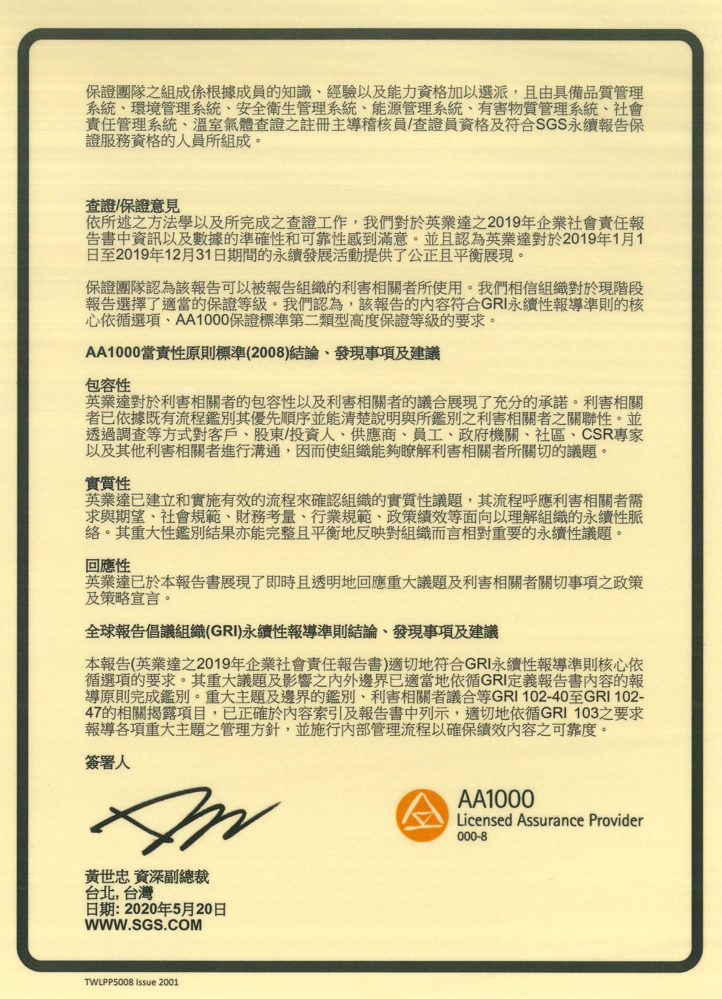 保證團隊之組成係根據成員的知識、經驗以及能力資格加以選派，且由具備品質管理
系統、環境管理系統、安全衛生管理系統、能源管理系統、有害物質管理系統、社會
責任管理系統、溫室氣體查證之註冊主導稽核員/查證員資格及符合SGS永續報告保
證服務資格的人員所組成。
查證/保證意見
依所述之方法學以及所完成之查證工作，我們對於英業達之2019年企業社會責任報
告書中資訊以及數據的準確性和可靠性感到滿意。並且認為英業達對於2019年1月1
日至2019年12月31日期間的永續發展活動提供了公正且平衡展現。
保證團隊認為該報告可以被報告組織的利害相關者所使用。我們相信組織對於現階段
報告選擇了適當的保證等級。我們認為，該報告的內容符合GRI永續性報導準則的核
心依循選項、AA1000保證標準第二類型高度保證等級的要求。
AA1000當責性原則標準(2008)結論、發現事項及建議
包容性
英業達對於利害相關者的包容性以及利害相關者的議合展現了充分的承諾。利害相關
者已依據既有流程鑑別其優先順序並能清楚說明與所鑑別之利害相關者之關聯性。並
透過調查等方式對客戶、股東/投資人、供應商、員工、政府機關、社區、CSR專家
以及其他利害相關者進行溝通，因而使組織能夠瞭解利害相關者所關切的議題。
實質性
英業達已建立和實施有效的流程來確認組織的實質性議題，其流程呼應利害相關者需
求與期望、社會規範、財務考量、行業規範、政策績效等面向以理解組織的永續性脈
絡。其重大性鑑別結果亦能完整且平衡地反映對組織而言相對重要的永續性議題。
回應性
英業達已於本報告書展現了即時且透明地回應重大議題及利害相關者關切事項之政策
及策略宣言。
全球報告倡議組織(GRI)永續性報導準則結論、發現事項及建議
本報告(英業達之2019年企業社會責任報告書)適切地符合GRI永續性報導準則核心依
循選項的要求。其重大議題及影響之內外邊界已適當地依循GRI定義報告書內容的報
導原則完成鑑別。重大主題及邊界的鑑別、利害相關者議合等GRI 102-40至GRI 102-
47的相關揭露項目，已正確於內容索引及報告書中列示，適切地依循GRI 103之要求
報導各項重大主題之管理方針，並施行內部管理流程以確保績效內容之可靠度。
簽署人
AA1000
Licensed Assurance Provider
000-8
黃世忠 資深副總裁
台北, 台灣
日期: 2020年5月20日
WWW.SGS.COM
TWLPP5008 Issue 2001